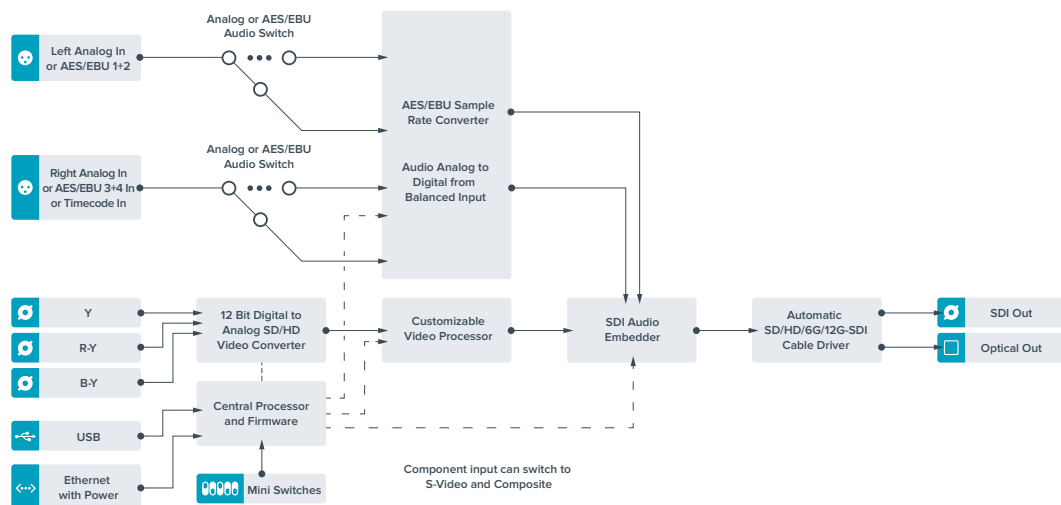 Analog or AES/EBU
Audio Switch
Left Analog In
or AES/EBU 1+2
AES/EBU Sample
Rate Converter
Analog or AES/EBU
Audio Switch
Right Analog In
or AES/EBU 3+4 In
or Timecode In
Audio Analog to
Digital from
Balanced Input
Y
R-Y
B-Y
12 Bit Digital to
Analog SD/HD
Video Converter
Customizable
Video Processor
SDI Audio
Embedder
Automatic
SD/HD/6G/12G-SDI
Cable Driver
SDI Out
Optical Out
Central Processor
and Firmware
USB
Ethernet
with Power
Mini Switches
Component input can switch to
S-Video and Composite